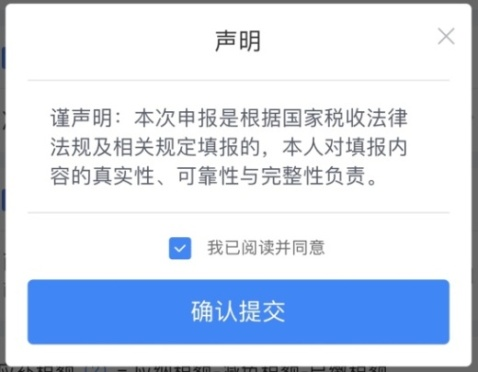 声明
谨声明：本次申报是根据国家税收法律
法规及相关规定填报的，本人对填报内
容的真实性、可靠性与完整性负责。
我已阅读并同意
确认提交